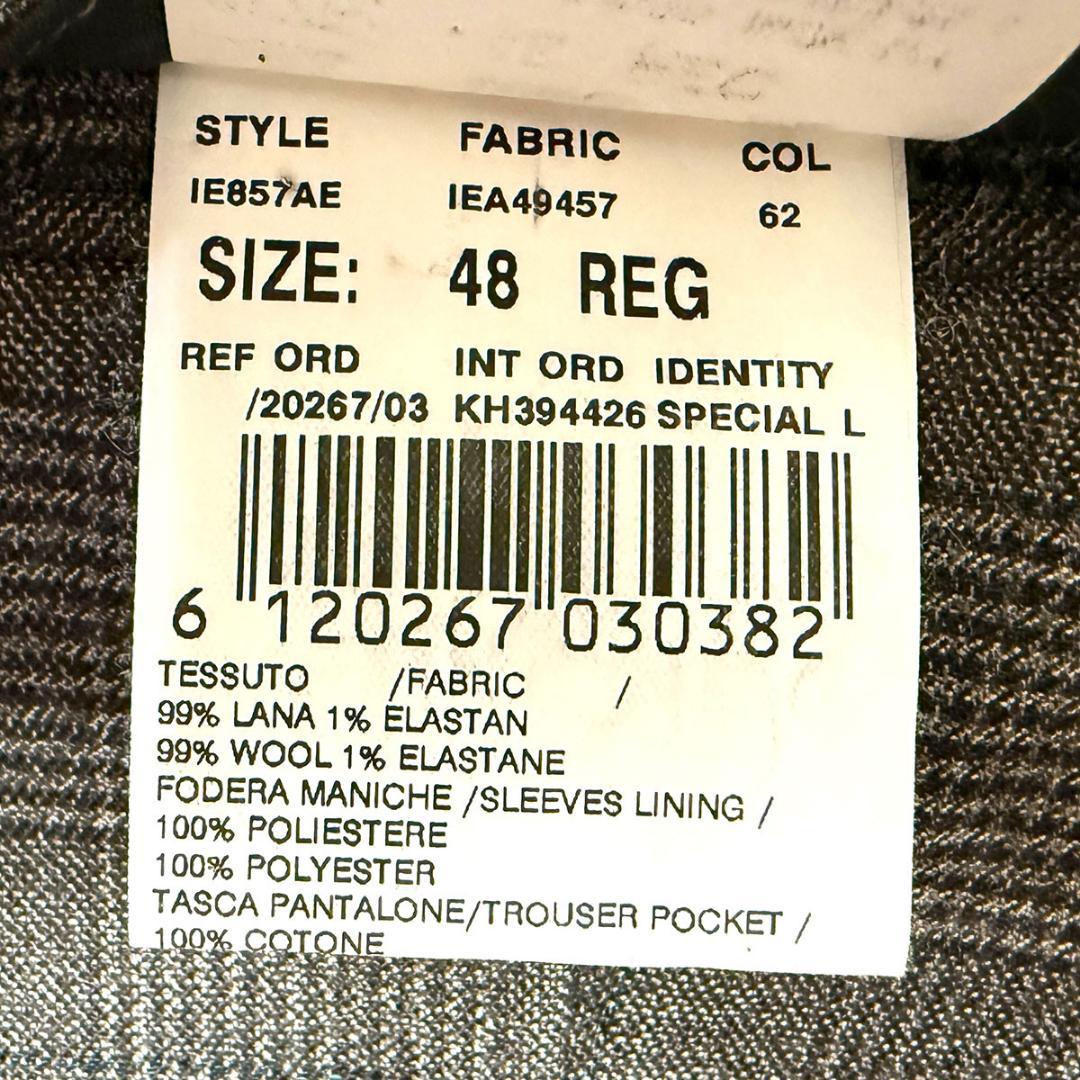 STYLE FABRIC COL
IE857AE IEA49457 62
SIZE: 48 REG
REF ORD INT ORD IDENTITY
/20267/03 KH394426 SPECIAL L
6 120267 030382
TESSUTO /FABRIC /
99% LANA 1% ELASTAN
99% WOOL 1% ELASTANE
FODERA MANICHE /SLEEVES LINING /
100% POLIESTERE
100% POLYESTER
TASCA PANTALONE/TROUSER POCKET /
100% COTONE